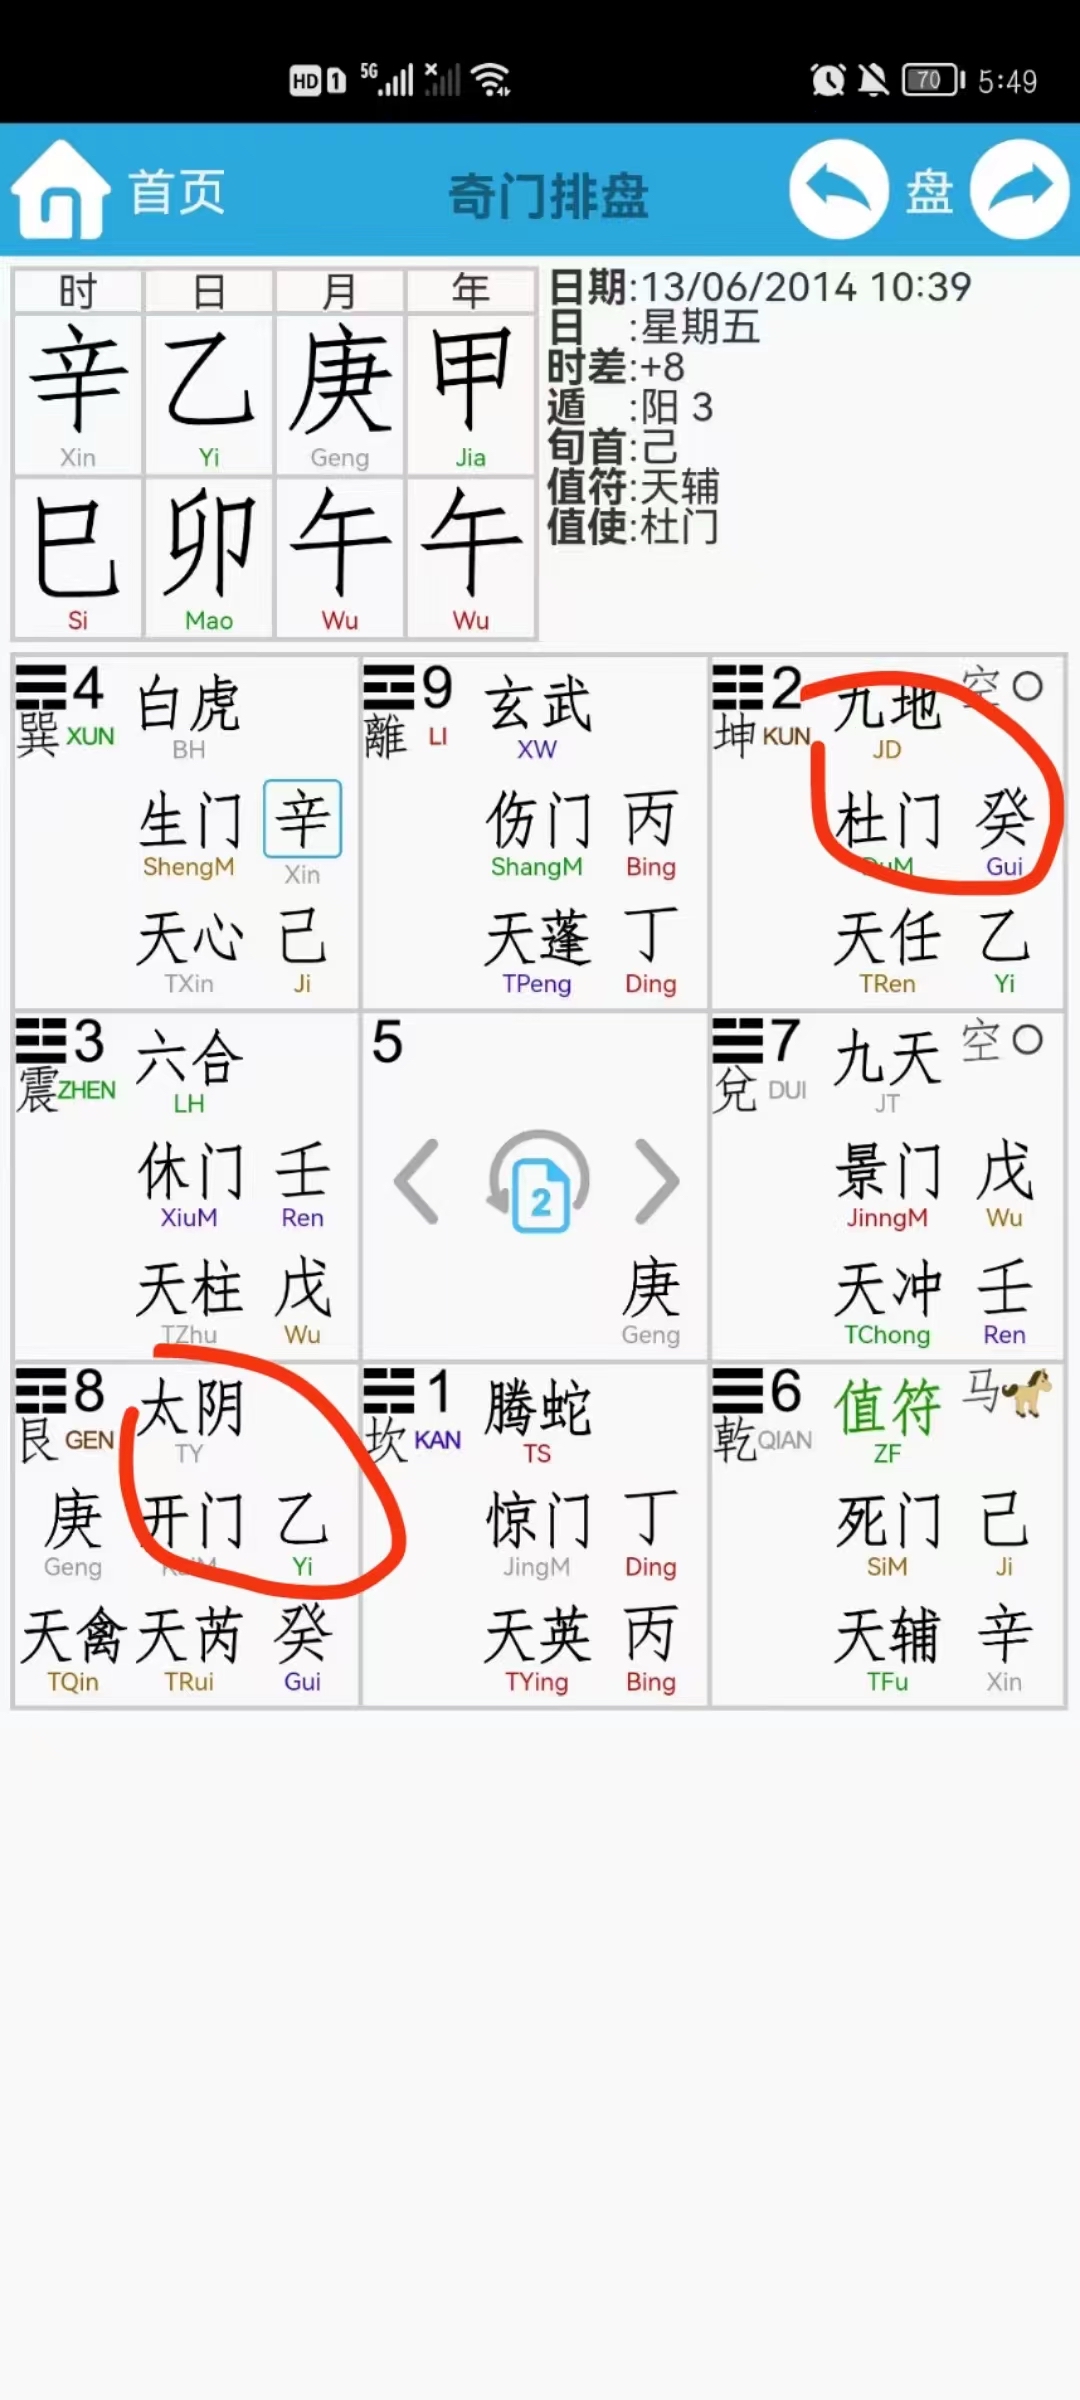 HD 1 5G 70 5:49
首页 奇门排盘 盘
时 日 月 年
辛 乙 庚 甲
Xin Yi Geng Jia
巳 卯 午 午
Si Mao Wu Wu
日期:13/06/2014 10:39
日 :星期五
时差:+8
遁 :阳 3
旬首:己
值符:天辅
值使:杜门
4 白虎
巽 XUN BH
生门 辛
ShengM Xin
天心 己
TXin Ji
9 玄武
離 LI XW
伤门 丙
ShangM Bing
天蓬 丁
TPeng Ding
2 九地 空
坤 KUN JD
杜门 癸
DuM Gui
天任 乙
TRen Yi
3 六合
震 ZHEN LH
休门 壬
XiuM Ren
天柱 戊
TZhu Wu
5
2
庚
Geng
7 九天 空
兌 DUI JT
景门 戊
JinngM Wu
天冲 壬
TChong Ren
8 太阴
艮 GEN TY
庚 开门 乙
Geng KaiM Yi
天禽 天芮 癸
TQin TRui Gui
1 腾蛇
坎 KAN TS
惊门 丁
JingM Ding
天英 丙
TYing Bing
6 值符 马
乾 QIAN ZF
死门 己
SiM Ji
天辅 辛
TFu Xin